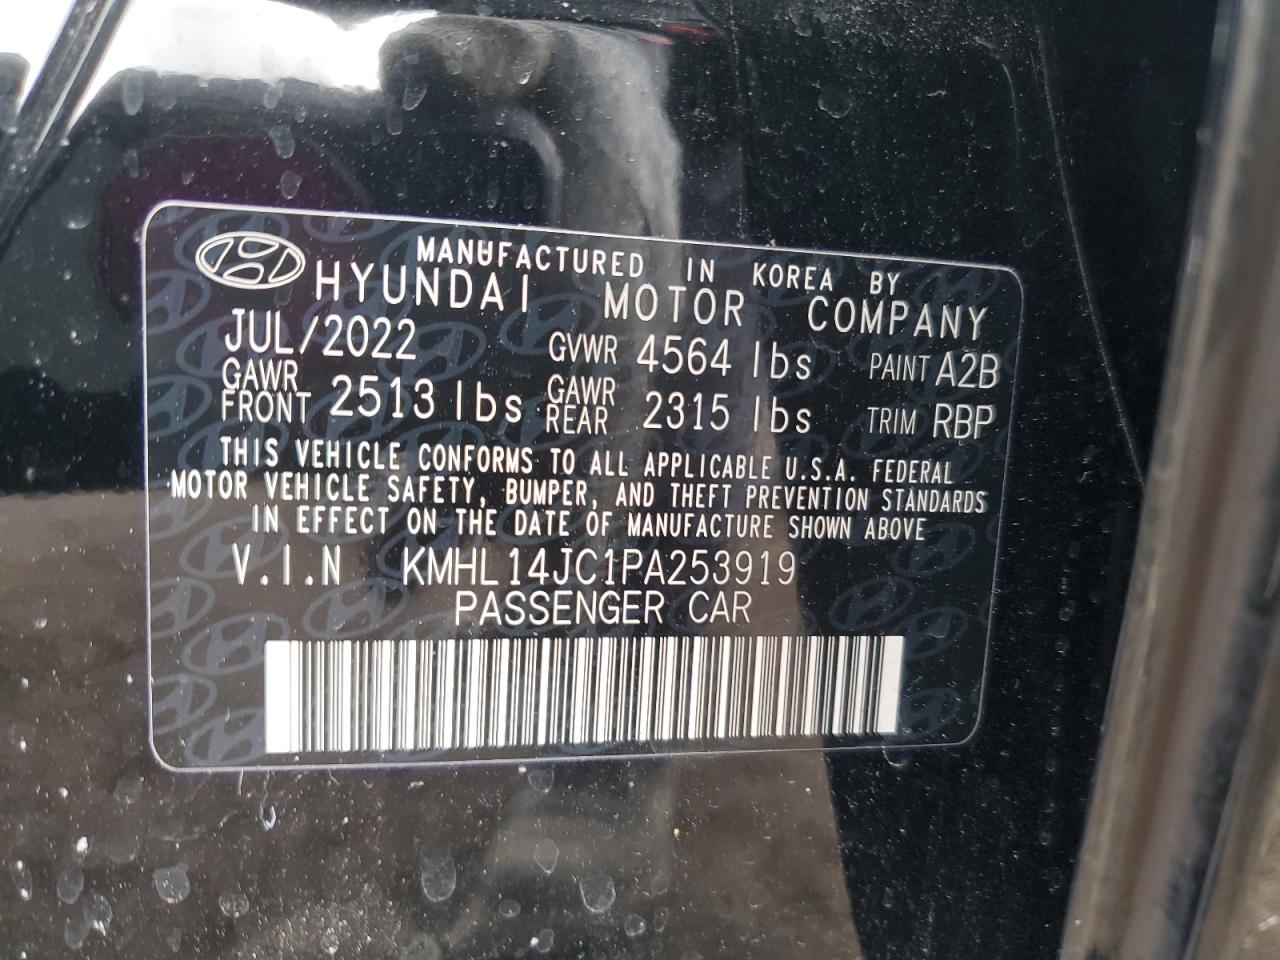 MANUFACTURED IN KOREA BY
HYUNDAI MOTOR COMPANY
JUL/2022 GVWR 4564 lbs PAINT A2B
GAWR FRONT 2513 lbs GAWR REAR 2315 lbs TRIM RBP
THIS VEHICLE CONFORMS TO ALL APPLICABLE U.S.A. FEDERAL
MOTOR VEHICLE SAFETY, BUMPER, AND THEFT PREVENTION STANDARDS
IN EFFECT ON THE DATE OF MANUFACTURE SHOWN ABOVE
V.I.N KMHL14JC1PA253919
PASSENGER CAR